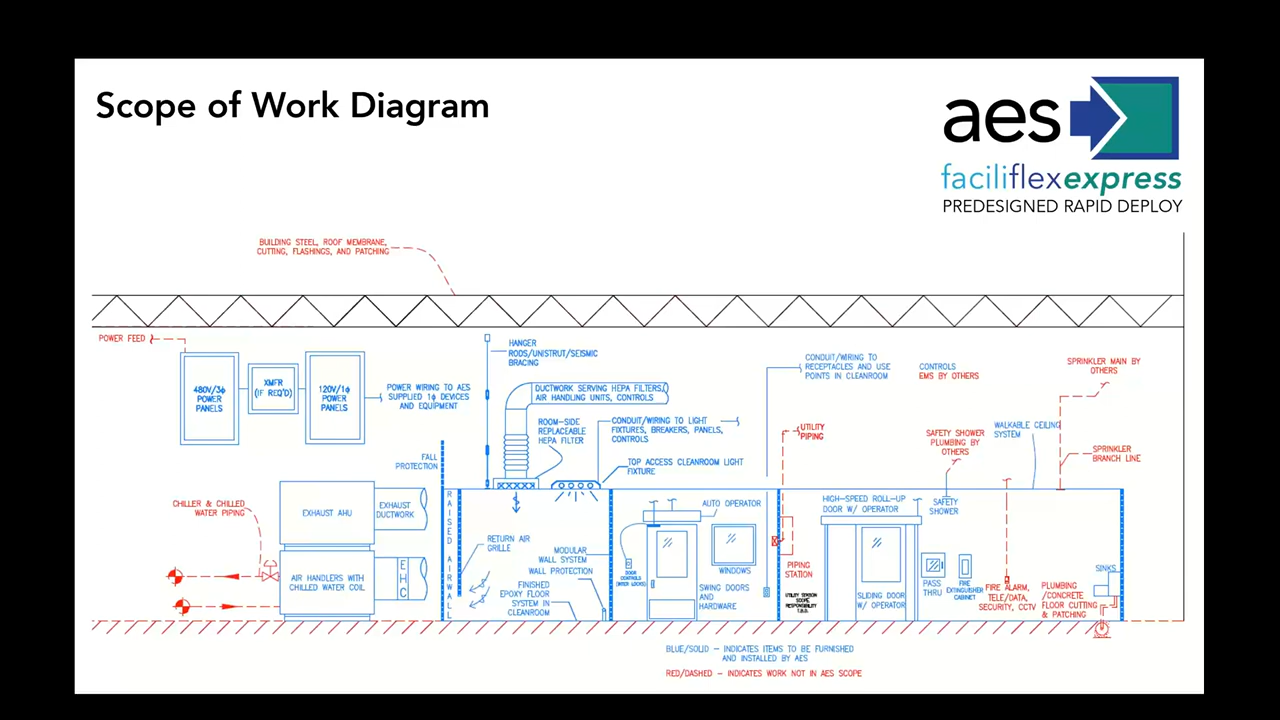 Scope of Work Diagram
aes
faciliflexexpress
PREDESIGNED RAPID DEPLOY
BUILDING STEEL, ROOF MEMBRANE,
CUTTING, FLASHINGS, AND PATCHING
POWER FEED
480V/3ϕ
POWER
PANELS
XMFR
(IF REQ'D)
120V/1ϕ
POWER
PANELS
POWER WIRING TO AES
SUPPLIED 1ϕ DEVICES
AND EQUIPMENT
HANGER
RODS/UNISTRUT/SEISMIC
BRACING
DUCTWORK SERVING HEPA FILTERS/
AIR HANDLING UNITS, CONTROLS
ROOM-SIDE
REPLACEABLE
HEPA FILTER
CONDUIT/WIRING TO LIGHT
FIXTURES, BREAKERS, PANELS,
CONTROLS
TOP ACCESS CLEANROOM LIGHT
FIXTURE
CONDUIT/WIRING TO
RECEPTACLES AND USE
POINTS IN CLEANROOM
CONTROLS
EMS BY OTHERS
SPRINKLER MAIN BY
OTHERS
UTILITY
PIPING
SAFETY SHOWER
PLUMBING BY
OTHERS
WALKABLE CEILING
SYSTEM
SPRINKLER
BRANCH LINE
FALL
PROTECTION
CHILLER & CHILLED
WATER PIPING
EXHAUST AHU
EXHAUST
DUCTWORK
AIR HANDLERS WITH
CHILLED WATER COIL
EHC
RAISED AIRWALL
RETURN AIR
GRILLE
MODULAR
WALL SYSTEM
WALL PROTECTION
FINISHED
EPOXY FLOOR
SYSTEM IN
CLEANROOM
AUTO OPERATOR
DOOR
CONTROLS
WINDOWS
SWING DOORS
AND
HARDWARE
PIPING
STATION
UTILITY DESIGN
SCOPE
RESPONSIBILITY
T.B.D.
HIGH-SPEED ROLL-UP
DOOR W/ OPERATOR
SAFETY
SHOWER
SLIDING DOOR
W/ OPERATOR
PASS
THRU
FIRE
EXTINGUISHER
CABINET
FIRE ALARM,
TELE/DATA,
SECURITY, CCTV
PLUMBING
/CONCRETE
FLOOR CUTTING
& PATCHING
SINKS
BLUE/SOLID – INDICATES ITEMS TO BE FURNISHED
AND INSTALLED BY AES
RED/DASHED – INDICATES WORK NOT IN AES SCOPE